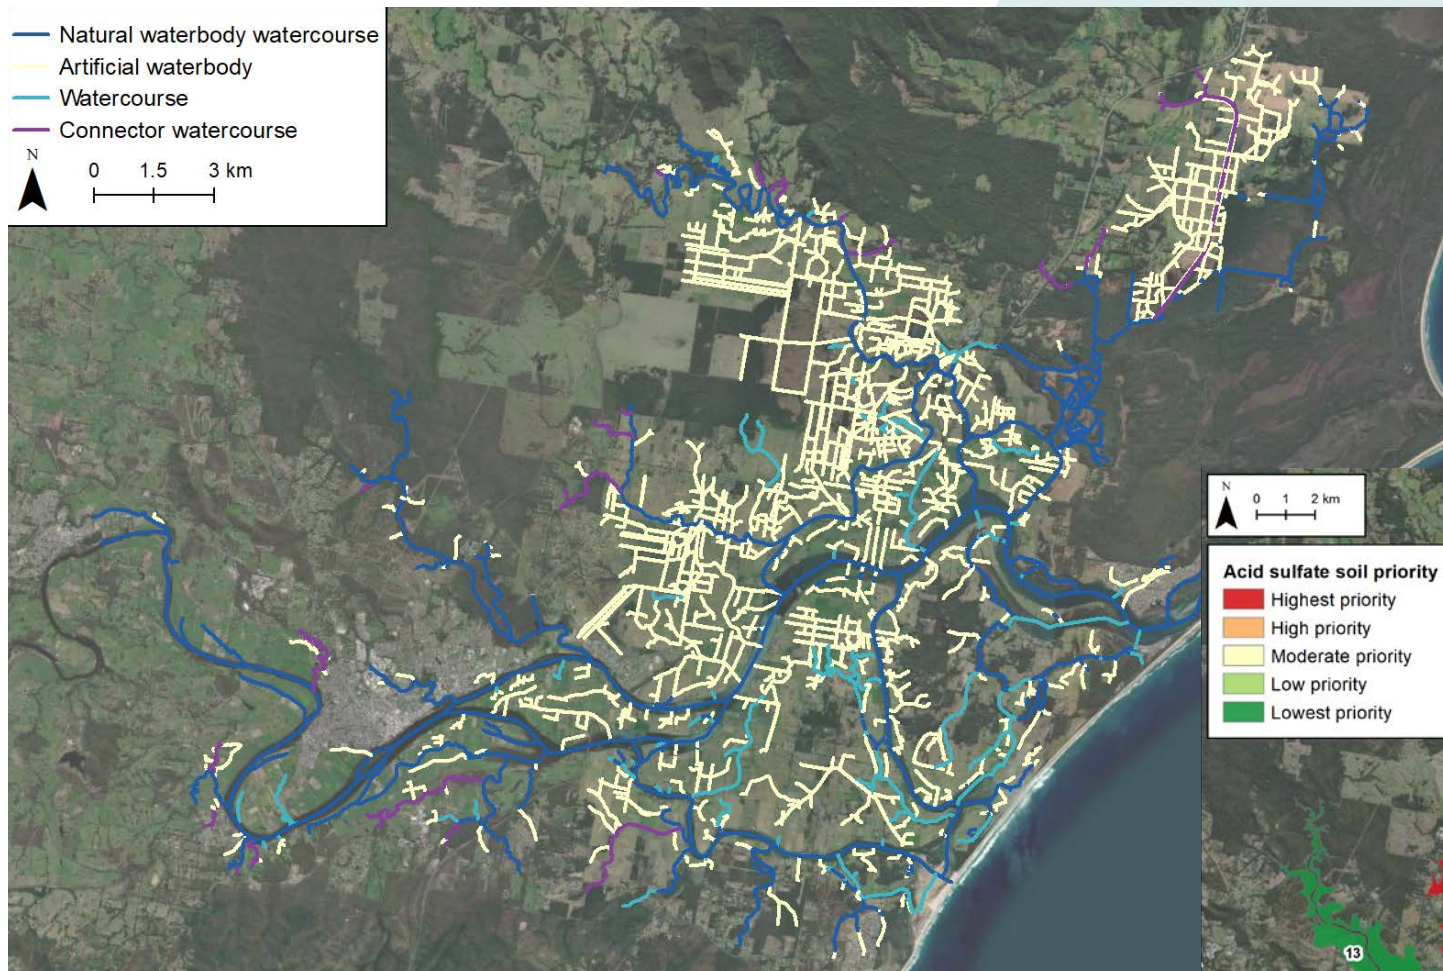 Natural waterbody watercourse
Artificial waterbody
Watercourse
Connector watercourse
N
0 1.5 3 km
N
0 1 2 km
Acid sulfate soil priority
Highest priority
High priority
Moderate priority
Low priority
Lowest priority
13